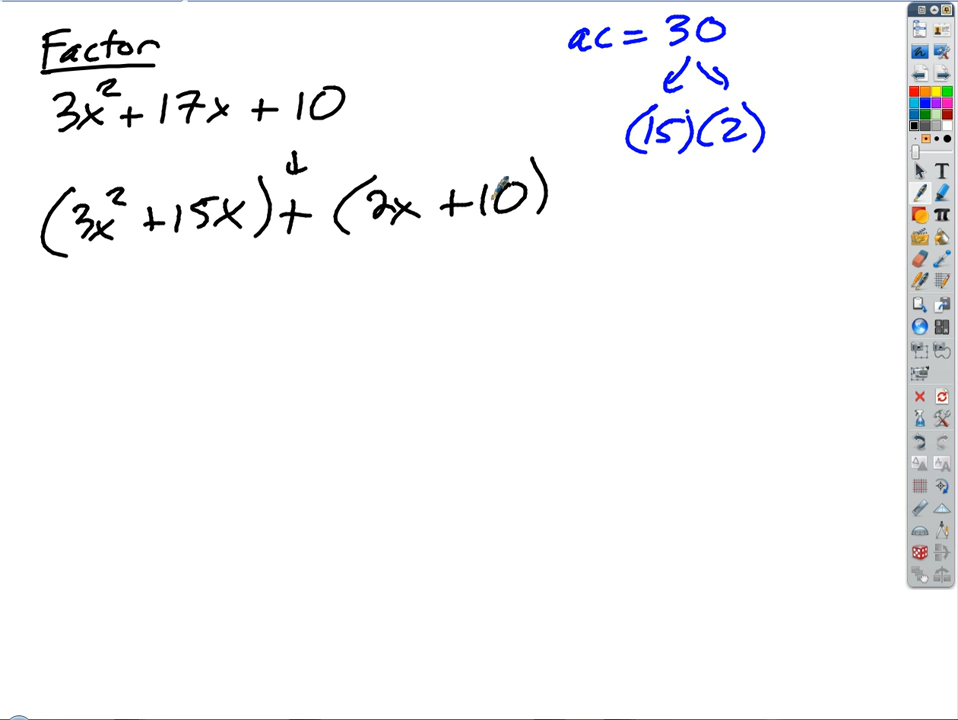 Factor
3x² + 17x + 10
(3x² + 15x) + (2x + 10)
ac = 30
(15)(2)
T
π